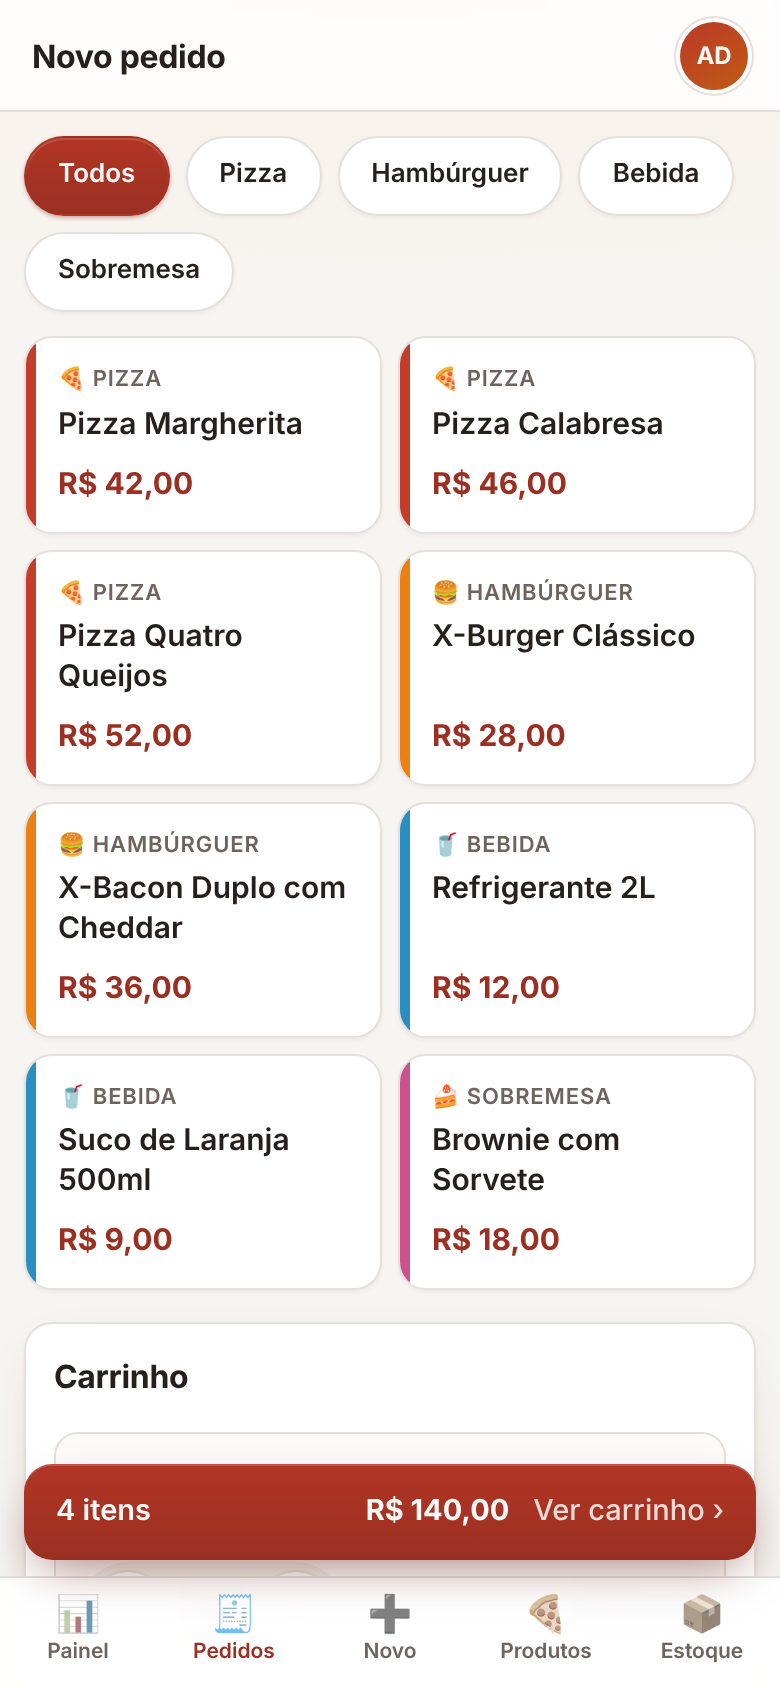 Novo pedido
AD
Todos
Pizza
Hambúrguer
Bebida
Sobremesa
PIZZA
Pizza Margherita
R$ 42,00
PIZZA
Pizza Calabresa
R$ 46,00
PIZZA
Pizza Quatro
Queijos
R$ 52,00
HAMBÚRGUER
X-Burger Clássico
R$ 28,00
HAMBÚRGUER
X-Bacon Duplo com
Cheddar
R$ 36,00
BEBIDA
Refrigerante 2L
R$ 12,00
BEBIDA
Suco de Laranja
500ml
R$ 9,00
SOBREMESA
Brownie com
Sorvete
R$ 18,00
Carrinho
4 itens
R$ 140,00
Ver carrinho ›
Painel
Pedidos
Novo
Produtos
Estoque